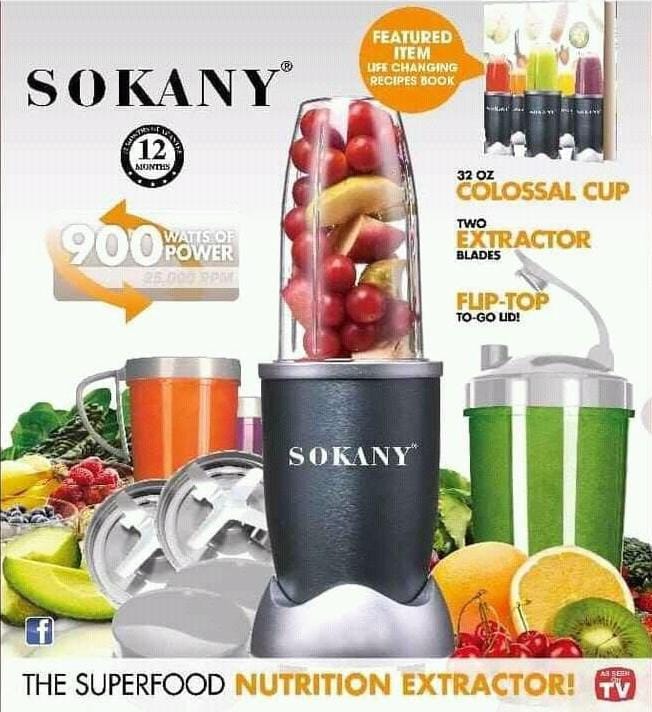 SOKANY®
FEATURED
ITEM
LIFE CHANGING
RECIPES BOOK
12
MONTHS
32 OZ
COLOSSAL CUP
TWO
EXTRACTOR
BLADES
900 WATTS OF
POWER
25,000 RPM
FLIP-TOP
TO-GO LID!
SOKANY®
f
THE SUPERFOOD NUTRITION EXTRACTOR!
AS SEEN
ON
TV